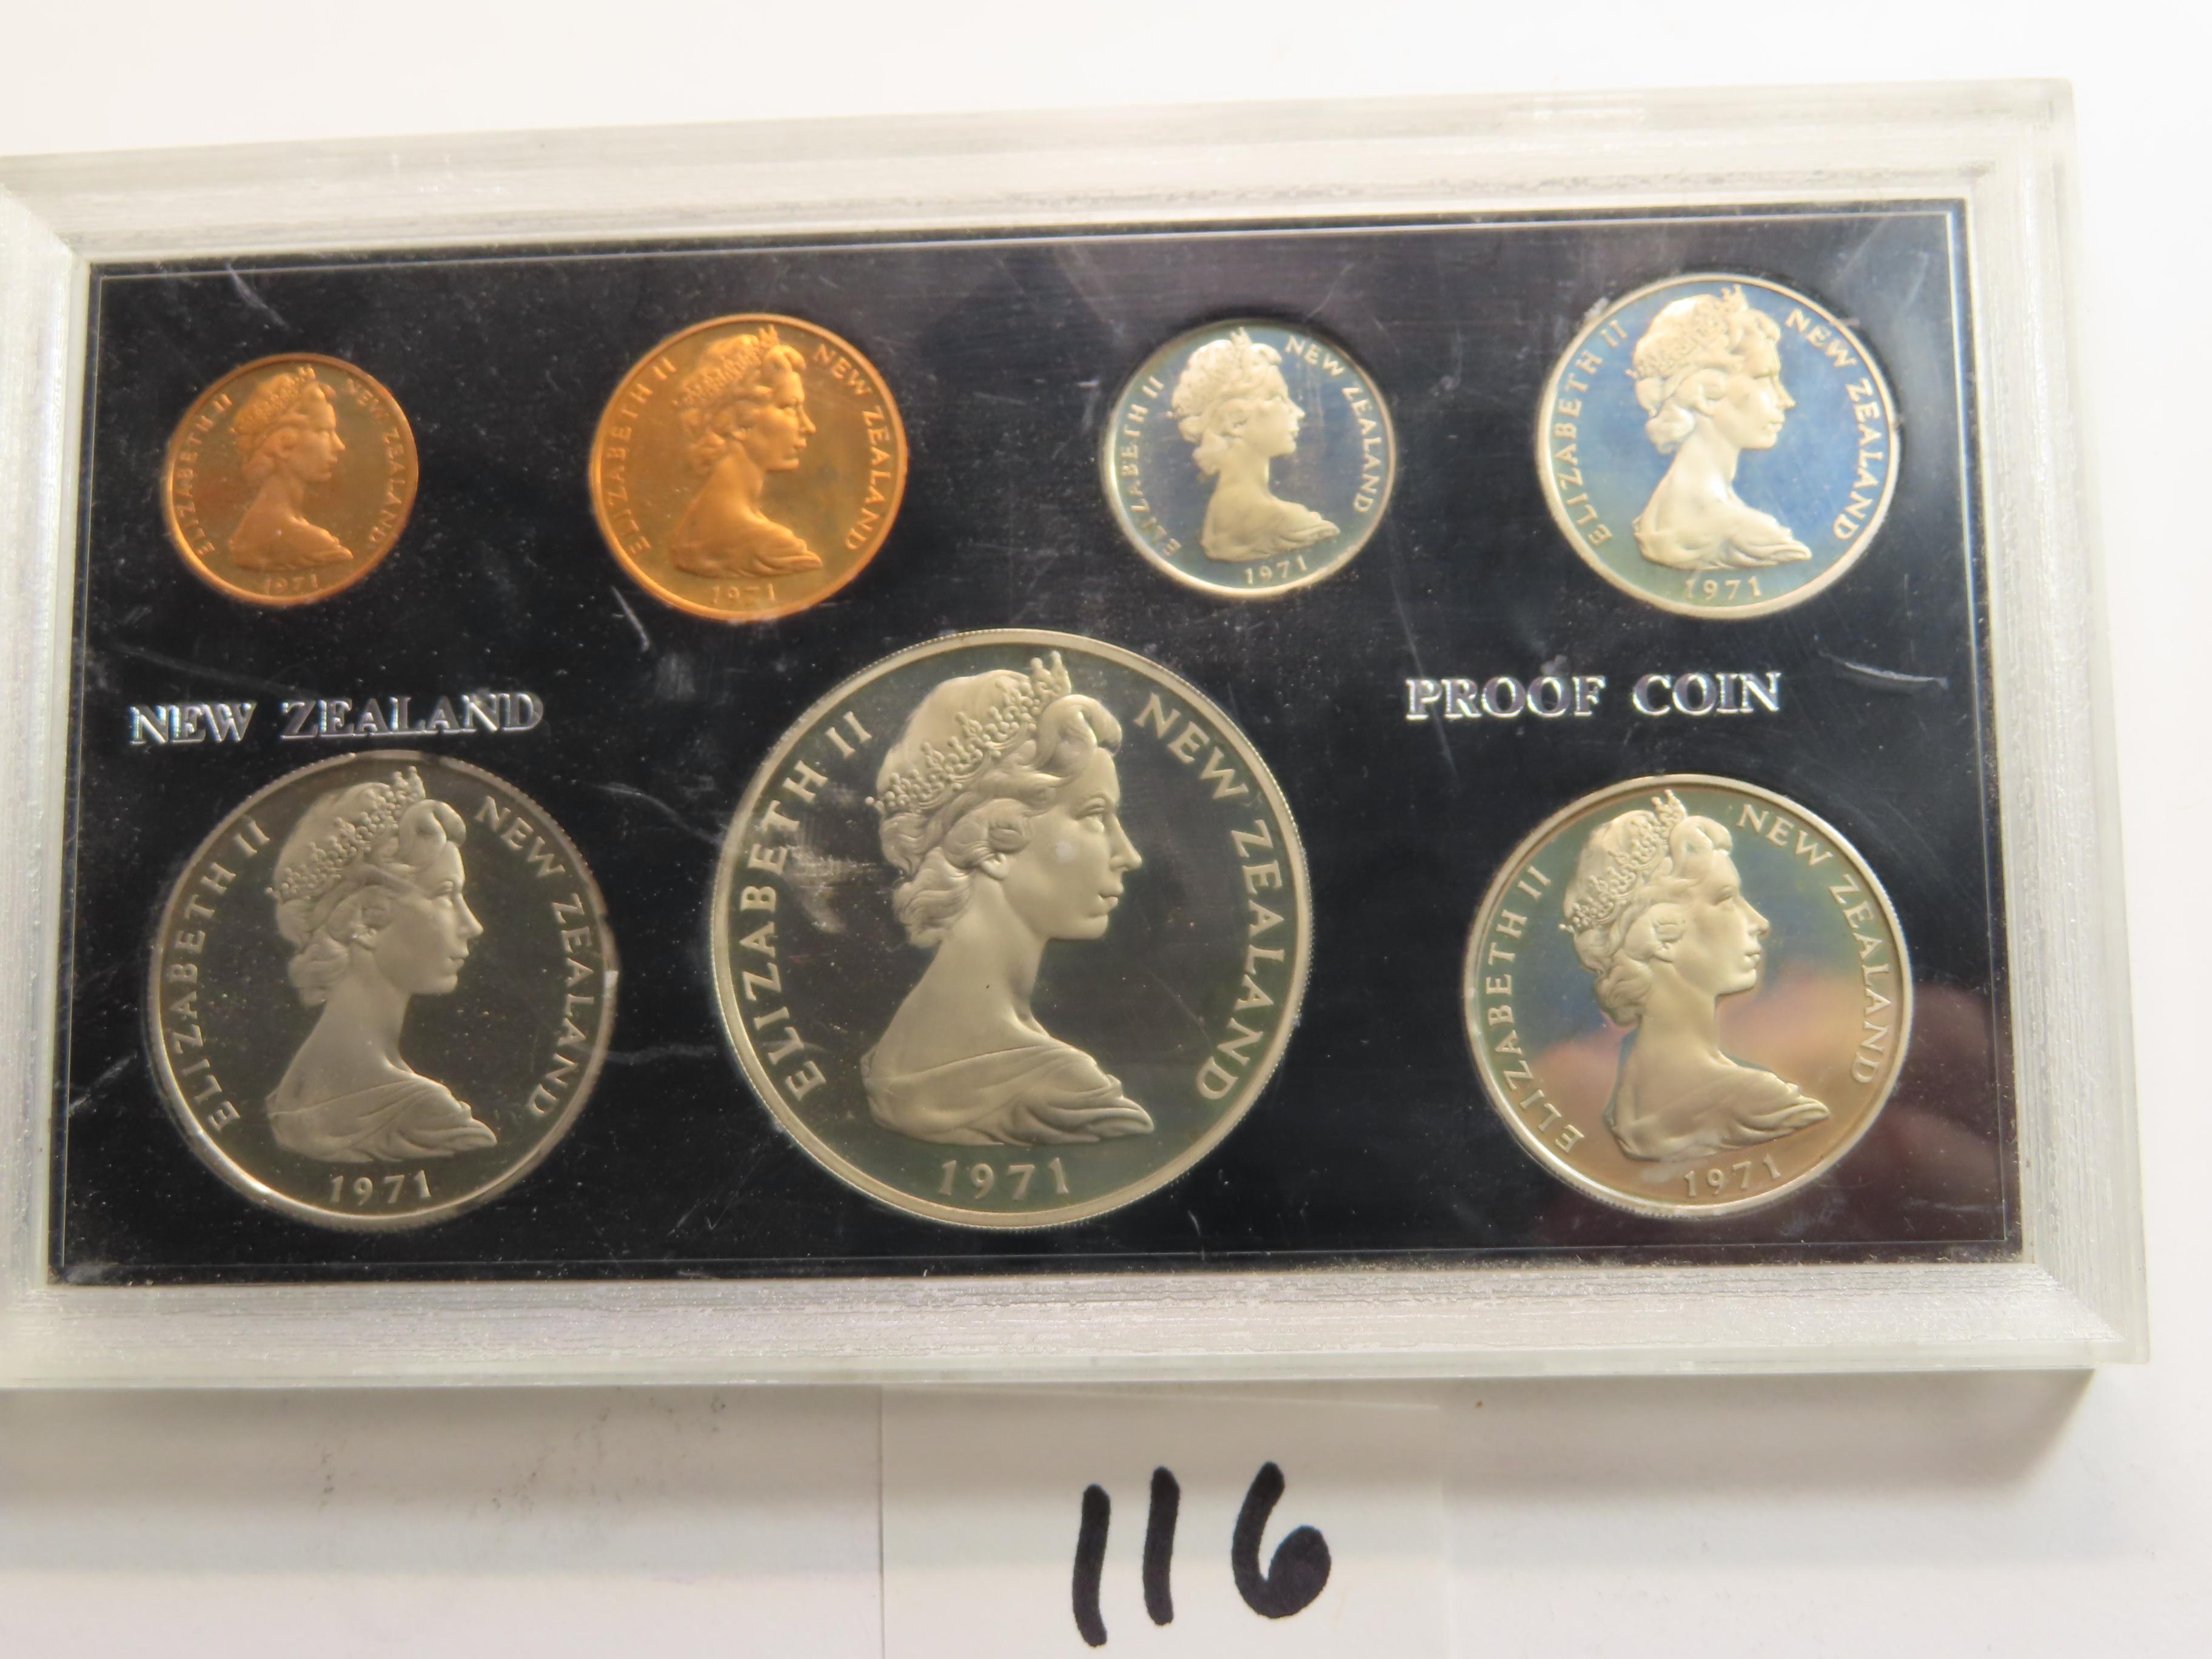 ELIZABETH II NEW ZEALAND
1971
ELIZABETH II NEW ZEALAND
1971
ELIZABETH II NEW ZEALAND
1971
ELIZABETH II NEW ZEALAND
1971
NEW ZEALAND
PROOF COIN
ELIZABETH II NEW ZEALAND
1971
ELIZABETH II NEW ZEALAND
1971
ELIZABETH II NEW ZEALAND
1971
116